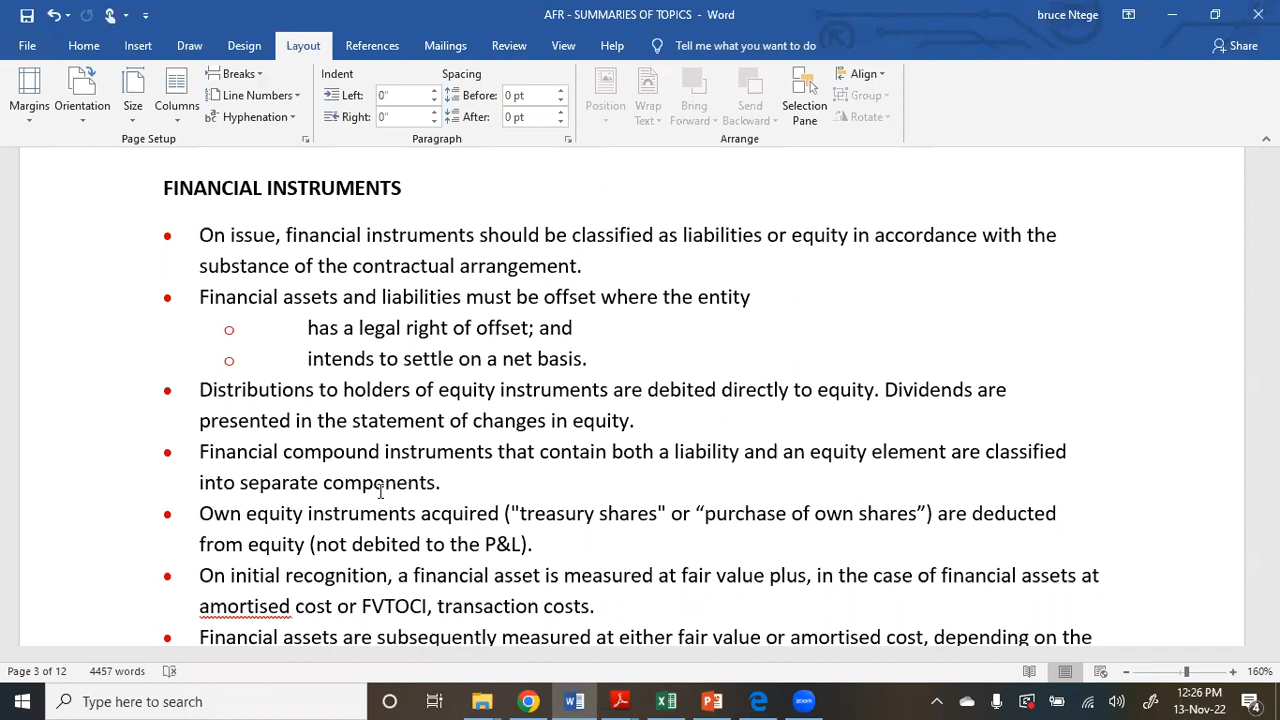 AFR - SUMMARIES OF TOPICS - Word
bruce Ntege
File Home Insert Draw Design Layout References Mailings Review View Help Tell me what you want to do Share
Margins Orientation Size Columns
Breaks
Line Numbers
Hyphenation
Page Setup
Indent Spacing
Left: 0" Before: 0 pt
Right: 0" After: 0 pt
Paragraph
Position Wrap Text Bring Forward Send Backward Selection Pane
Align
Group
Rotate
Arrange
FINANCIAL INSTRUMENTS
• On issue, financial instruments should be classified as liabilities or equity in accordance with the
substance of the contractual arrangement.
• Financial assets and liabilities must be offset where the entity
o has a legal right of offset; and
o intends to settle on a net basis.
• Distributions to holders of equity instruments are debited directly to equity. Dividends are
presented in the statement of changes in equity.
• Financial compound instruments that contain both a liability and an equity element are classified
into separate components.
• Own equity instruments acquired ("treasury shares" or “purchase of own shares”) are deducted
from equity (not debited to the P&L).
• On initial recognition, a financial asset is measured at fair value plus, in the case of financial assets at
amortised cost or FVTOCI, transaction costs.
• Financial assets are subsequently measured at either fair value or amortised cost, depending on the
Page 3 of 12 4457 words
160%
Type here to search
zoom
12:26 PM
13-Nov-22
4